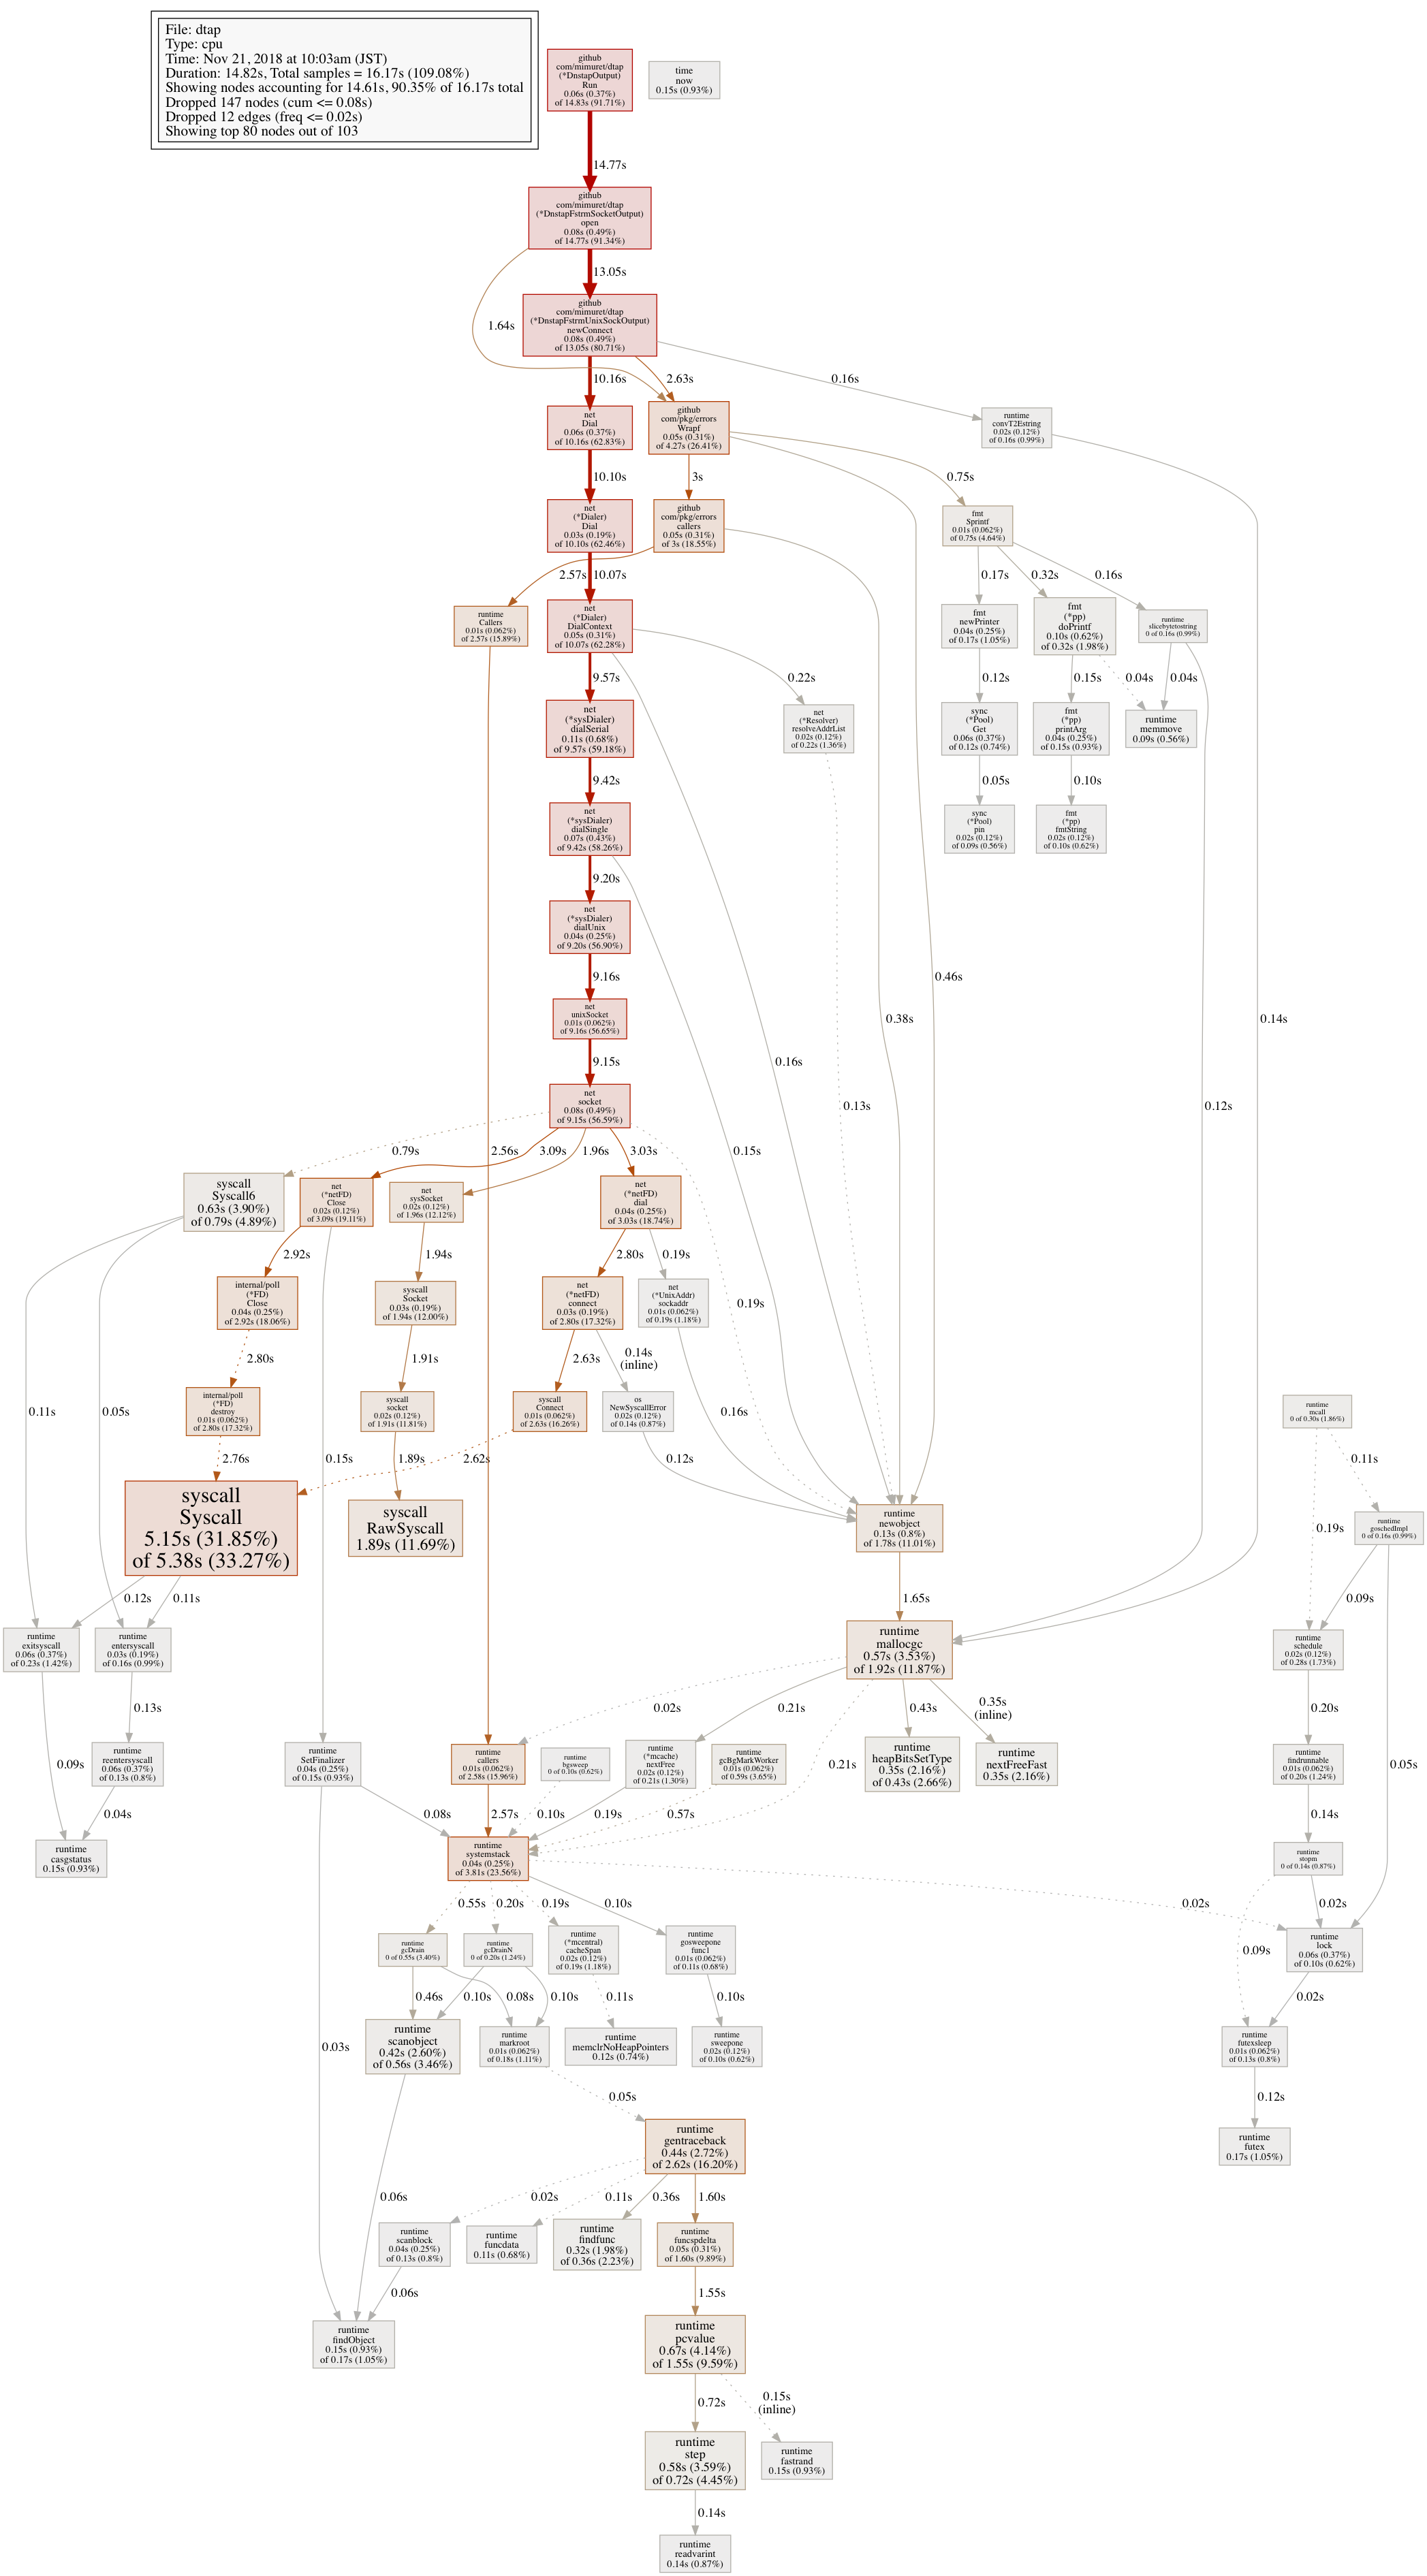 File: dtap
Type: cpu
Time: Nov 21, 2018 at 10:03am (JST)
Duration: 14.82s, Total samples = 16.17s (109.08%)
Showing nodes accounting for 14.61s, 90.35% of 16.17s total
Dropped 147 nodes (cum <= 0.08s)
Dropped 12 edges (freq <= 0.02s)
Showing top 80 nodes out of 103
github
com/mimuret/dtap
(*DnstapOutput)
Run
0.06s (0.37%)
of 14.83s (91.71%)
time
now
0.15s (0.93%)
14.77s
github
com/mimuret/dtap
(*DnstapFstrmSocketOutput)
open
0.08s (0.49%)
of 14.77s (91.34%)
13.05s
1.64s
github
com/mimuret/dtap
(*DnstapFstrmUnixSockOutput)
newConnect
0.08s (0.49%)
of 13.05s (80.71%)
10.16s
2.63s
0.16s
net
Dial
0.06s (0.37%)
of 10.16s (62.83%)
github
com/pkg/errors
Wrapf
0.05s (0.31%)
of 4.27s (26.41%)
runtime
convT2Estring
0.02s (0.12%)
of 0.16s (0.99%)
10.10s
3s
0.75s
net
(*Dialer)
Dial
0.03s (0.19%)
of 10.10s (62.46%)
github
com/pkg/errors
callers
0.05s (0.31%)
of 3s (18.55%)
fmt
Sprintf
0.01s (0.062%)
of 0.75s (4.64%)
2.57s
10.07s
0.17s
0.32s
0.16s
runtime
Callers
0.01s (0.062%)
of 2.57s (15.89%)
net
(*Dialer)
DialContext
0.05s (0.31%)
of 10.07s (62.28%)
fmt
newPrinter
0.04s (0.25%)
of 0.17s (1.05%)
fmt
(*pp)
doPrintf
0.10s (0.62%)
of 0.32s (1.98%)
runtime
slicebytetostring
0 of 0.16s (0.99%)
9.57s
0.22s
0.12s
0.15s
0.04s
0.04s
net
(*sysDialer)
dialSerial
0.11s (0.68%)
of 9.57s (59.18%)
net
(*Resolver)
resolveAddrList
0.02s (0.12%)
of 0.22s (1.36%)
sync
(*Pool)
Get
0.06s (0.37%)
of 0.12s (0.74%)
fmt
(*pp)
printArg
0.04s (0.25%)
of 0.15s (0.93%)
runtime
memmove
0.09s (0.56%)
9.42s
0.05s
0.10s
net
(*sysDialer)
dialSingle
0.07s (0.43%)
of 9.42s (58.26%)
sync
(*Pool)
pin
0.02s (0.12%)
of 0.09s (0.56%)
fmt
(*pp)
fmtString
0.02s (0.12%)
of 0.10s (0.62%)
9.20s
net
(*sysDialer)
dialUnix
0.04s (0.25%)
of 9.20s (56.90%)
9.16s
0.46s
net
unixSocket
0.01s (0.062%)
of 9.16s (56.65%)
0.38s
0.14s
9.15s
0.16s
net
socket
0.08s (0.49%)
of 9.15s (56.59%)
0.13s
0.12s
0.79s
2.56s
3.09s
1.96s
3.03s
0.15s
syscall
Syscall6
0.63s (3.90%)
of 0.79s (4.89%)
net
(*netFD)
Close
0.02s (0.12%)
of 3.09s (19.11%)
net
sysSocket
0.02s (0.12%)
of 1.96s (12.12%)
net
(*netFD)
dial
0.04s (0.25%)
of 3.03s (18.74%)
2.92s
1.94s
2.80s
0.19s
internal/poll
(*FD)
Close
0.04s (0.25%)
of 2.92s (18.06%)
syscall
Socket
0.03s (0.19%)
of 1.94s (12.00%)
net
(*netFD)
connect
0.03s (0.19%)
of 2.80s (17.32%)
net
(*UnixAddr)
sockaddr
0.01s (0.062%)
of 0.19s (1.18%)
0.19s
2.80s
1.91s
2.63s
0.14s
(inline)
internal/poll
(*FD)
destroy
0.01s (0.062%)
of 2.80s (17.32%)
syscall
socket
0.02s (0.12%)
of 1.91s (11.81%)
syscall
Connect
0.01s (0.062%)
of 2.63s (16.26%)
os
NewSyscallError
0.02s (0.12%)
of 0.14s (0.87%)
runtime
mcall
0 of 0.30s (1.86%)
0.11s
0.05s
0.16s
2.76s
0.15s
1.89s
2.62s
0.12s
0.11s
syscall
Syscall
5.15s (31.85%)
of 5.38s (33.27%)
syscall
RawSyscall
1.89s (11.69%)
runtime
newobject
0.13s (0.8%)
of 1.78s (11.01%)
0.19s
runtime
goschedImpl
0 of 0.16s (0.99%)
0.12s
0.11s
1.65s
0.09s
runtime
exitsyscall
0.06s (0.37%)
of 0.23s (1.42%)
runtime
entersyscall
0.03s (0.19%)
of 0.16s (0.99%)
runtime
mallocgc
0.57s (3.53%)
of 1.92s (11.87%)
runtime
schedule
0.02s (0.12%)
of 0.28s (1.73%)
0.13s
0.02s
0.21s
0.43s
0.35s
(inline)
0.20s
0.09s
runtime
reentersyscall
0.06s (0.37%)
of 0.13s (0.8%)
runtime
SetFinalizer
0.04s (0.25%)
of 0.15s (0.93%)
runtime
callers
0.01s (0.062%)
of 2.58s (15.96%)
runtime
bgsweep
0 of 0.10s (0.62%)
runtime
(*mcache)
nextFree
0.02s (0.12%)
of 0.21s (1.30%)
runtime
gcBgMarkWorker
0.01s (0.062%)
of 0.59s (3.65%)
0.21s
runtime
heapBitsSetType
0.35s (2.16%)
of 0.43s (2.66%)
runtime
nextFreeFast
0.35s (2.16%)
runtime
findrunnable
0.01s (0.062%)
of 0.20s (1.24%)
0.05s
0.04s
0.08s
2.57s
0.10s
0.19s
0.57s
0.14s
runtime
casgstatus
0.15s (0.93%)
runtime
systemstack
0.04s (0.25%)
of 3.81s (23.56%)
runtime
stopm
0 of 0.14s (0.87%)
0.55s
0.20s
0.19s
0.10s
0.02s
0.02s
runtime
gcDrain
0 of 0.55s (3.40%)
runtime
gcDrainN
0 of 0.20s (1.24%)
runtime
(*mcentral)
cacheSpan
0.02s (0.12%)
of 0.19s (1.18%)
runtime
gosweepone
func1
0.01s (0.062%)
of 0.11s (0.68%)
0.09s
runtime
lock
0.06s (0.37%)
of 0.10s (0.62%)
0.46s
0.10s
0.08s
0.10s
0.11s
0.10s
0.02s
0.03s
runtime
scanobject
0.42s (2.60%)
of 0.56s (3.46%)
runtime
markroot
0.01s (0.062%)
of 0.18s (1.11%)
runtime
memclrNoHeapPointers
0.12s (0.74%)
runtime
sweepone
0.02s (0.12%)
of 0.10s (0.62%)
runtime
futexsleep
0.01s (0.062%)
of 0.13s (0.8%)
0.05s
0.12s
runtime
gentraceback
0.44s (2.72%)
of 2.62s (16.20%)
runtime
futex
0.17s (1.05%)
0.06s
0.02s
0.11s
0.36s
1.60s
runtime
scanblock
0.04s (0.25%)
of 0.13s (0.8%)
runtime
funcdata
0.11s (0.68%)
runtime
findfunc
0.32s (1.98%)
of 0.36s (2.23%)
runtime
funcspdelta
0.05s (0.31%)
of 1.60s (9.89%)
0.06s
1.55s
runtime
findObject
0.15s (0.93%)
of 0.17s (1.05%)
runtime
pcvalue
0.67s (4.14%)
of 1.55s (9.59%)
0.72s
0.15s
(inline)
runtime
step
0.58s (3.59%)
of 0.72s (4.45%)
runtime
fastrand
0.15s (0.93%)
0.14s
runtime
readvarint
0.14s (0.87%)